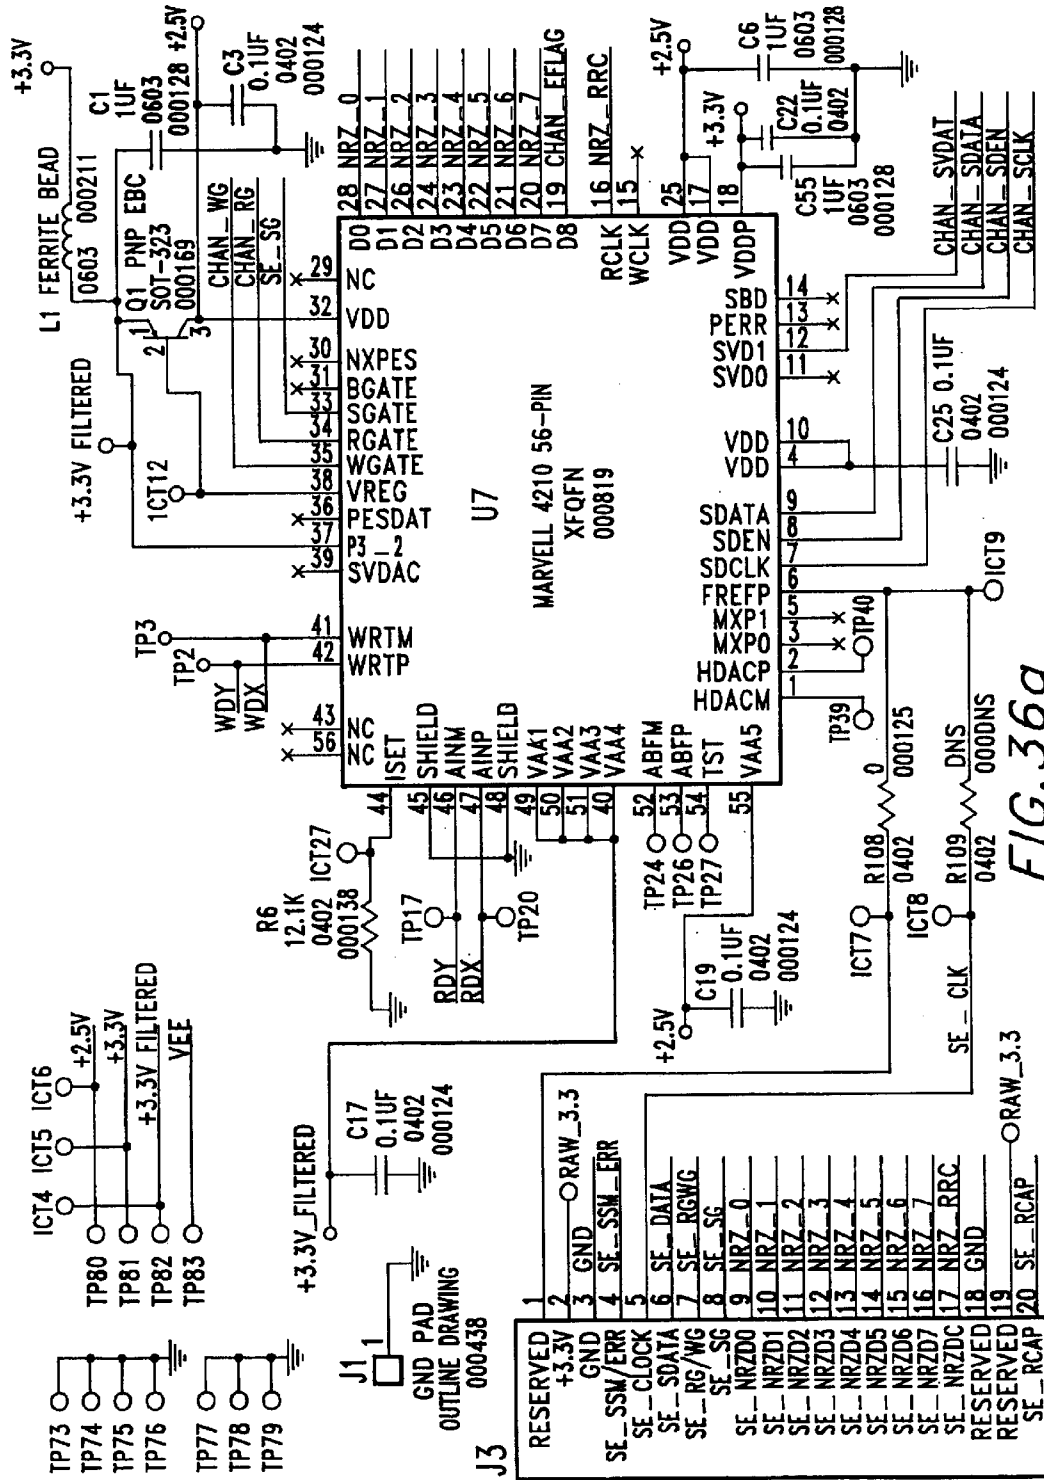 +3.3V
L1 FERRITE BEAD
0603 000211
C1
1UF
0603
000128
+2.5V
C3
0.1UF
0402
000124
Q1 PNP EBC
SOT-323
000169
1
2
3
+3.3V FILTERED
1CT12
CHAN_WG
CHAN_RG
SE_SG
TP3
TP2
WDY
WDX
29 NC
32 VDD
30 NXPES
31 BGATE
33 SGATE
34 RGATE
35 WGATE
38 VREG
36 PESDAT
37 P3_2
39 SVDAC
41 WRTM
42 WRTP
43 NC
56 NC
U7
MARVELL 4210 56-PIN
XFQFN
000819
D0 28 NRZ_0
D1 27 NRZ_1
D2 26 NRZ_2
D3 24 NRZ_3
D4 23 NRZ_4
D5 22 NRZ_5
D6 21 NRZ_6
D7 20 NRZ_7
D8 19 CHAN_EFLAG
RCLK 16 NRZ_RRC
WCLK 15
VDD 25
VDD 17
VDDP 18
+2.5V
+3.3V
C6
1UF
0603
000128
C22
0.1UF
0402
C55
1UF
0603
000128
SBD 14
PERR 13
SVD1 12
SVD0 11
VDD 10
VDD 4
SDATA 9
SDEN 8
SDCLK 7
FREFP 6
MXP1 5
MXP0 3
HDACP 2
HDACM 1
CHAN_SVDAT
CHAN_SDATA
CHAN_SDEN
CHAN_SCLK
C25 0.1UF
0402
000124
ICT9
TP40
TP39
44 ISET
45 SHIELD
46 AINM
47 AINP
48 SHIELD
49 VAA1
50 VAA2
51 VAA3
40 VAA4
52 ABFM
53 ABFP
54 TST
55 VAA5
ICT27
R6
12.1K
0402
000138
TP17
TP20
RDY
RDX
TP24
TP26
TP27
+2.5V
C19
0.1UF
0402
000124
R108 0
0402 000125
ICT7
R109 DNS
0402 000DNS
ICT8
SE_CLK
ICT4
ICT5
ICT6
+2.5V
+3.3V
+3.3V FILTERED
VEE
TP80
TP81
TP82
TP83
+3.3V_FILTERED
C17
0.1UF
0402
000124
TP73
TP74
TP75
TP76
TP77
TP78
TP79
J1
1
GND PAD
OUTLINE DRAWING
000438
J3
RESERVED 1
+3.3V 2 RAW_3.3
GND 3 GND
SE_SSM/ERR 4 SE_SSM_ERR
SE_CLOCK 5
SE_SDATA 6 SE_DATA
SE_RG/WG 7 SE_RGWG
SE_SG 8 SE_SG
SE_NRZD0 9 NRZ_0
SE_NRZD1 10 NRZ_1
SE_NRZD2 11 NRZ_2
SE_NRZD3 12 NRZ_3
SE_NRZD4 13 NRZ_4
SE_NRZD5 14 NRZ_5
SE_NRZD6 15 NRZ_6
SE_NRZD7 16 NRZ_7
SE_NRZDC 17 NRZ_RRC
RESERVED 18 GND
RESERVED 19 RAW_3.3
SE_RCAP 20 SE_RCAP
FIG. 36a